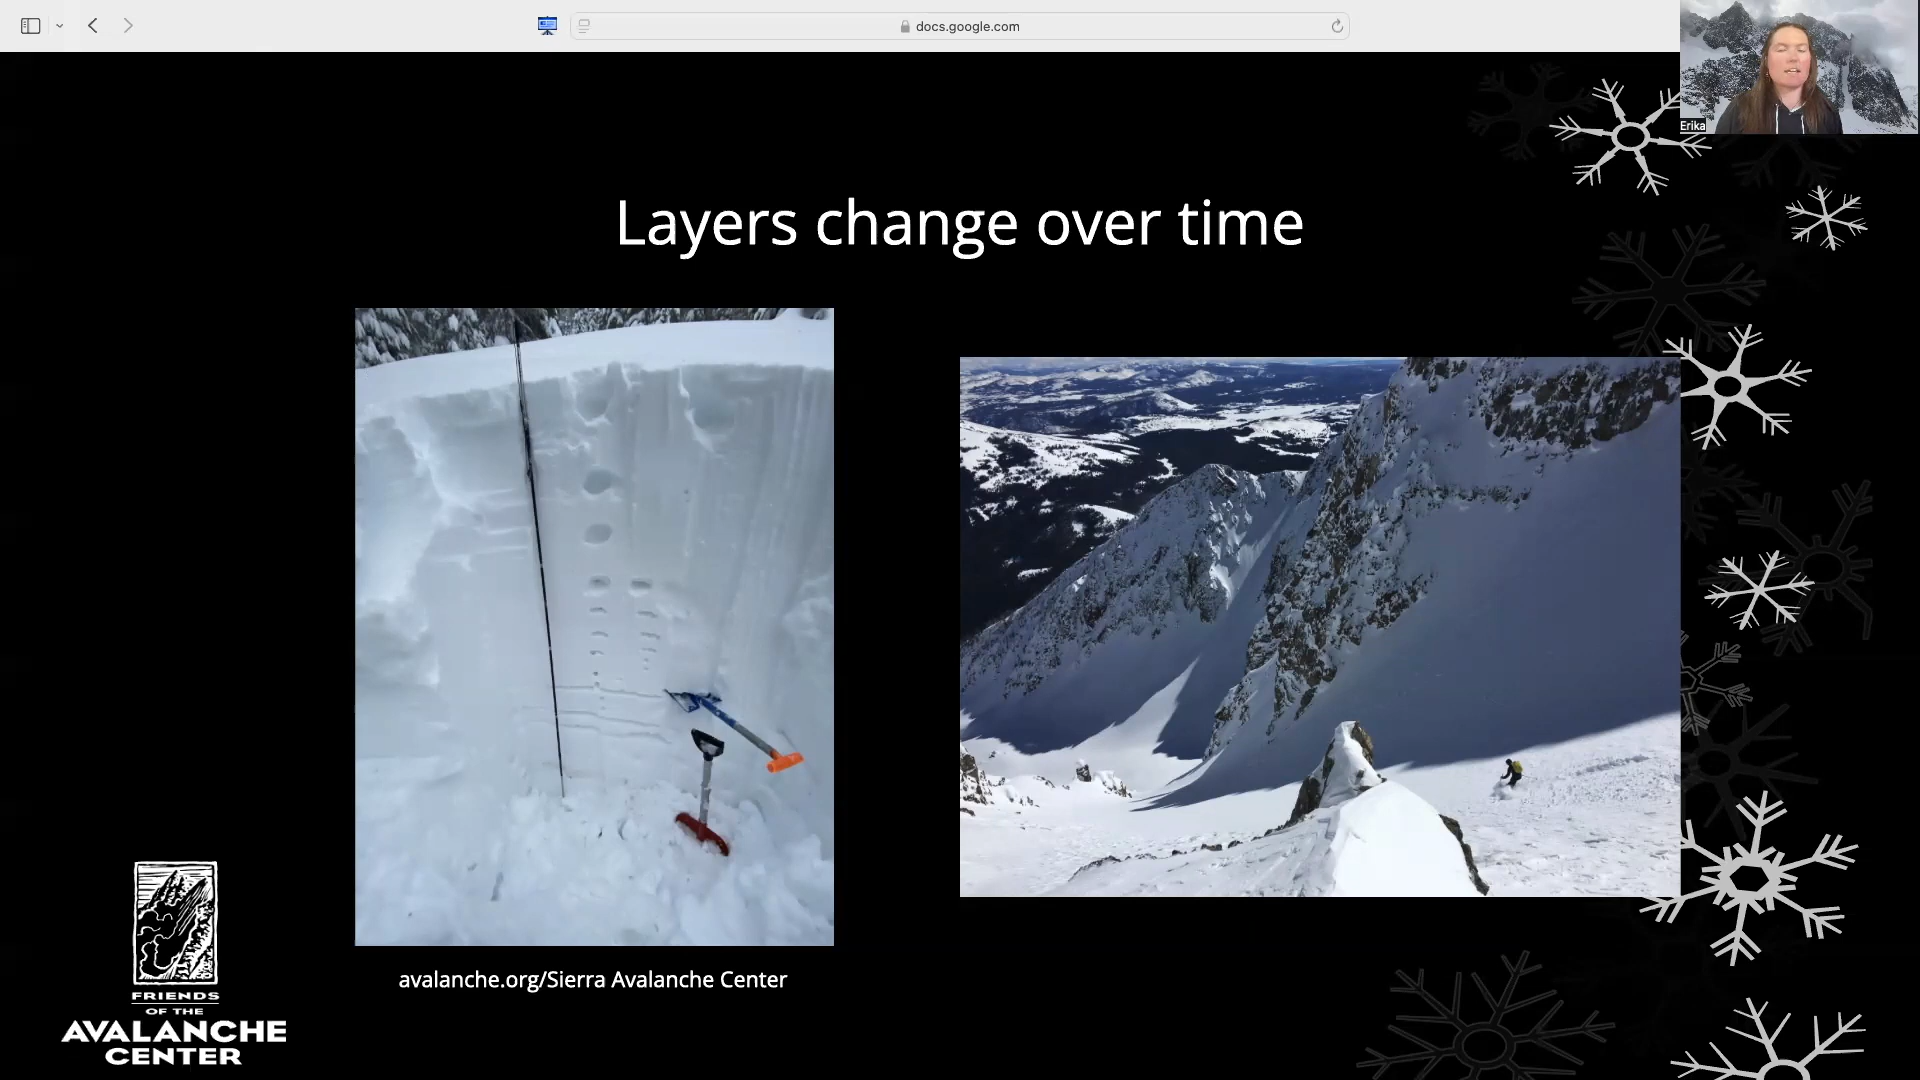 docs.google.com
Erika
Layers change over time
avalanche.org/Sierra Avalanche Center
FRIENDS
OF THE
AVALANCHE
CENTER